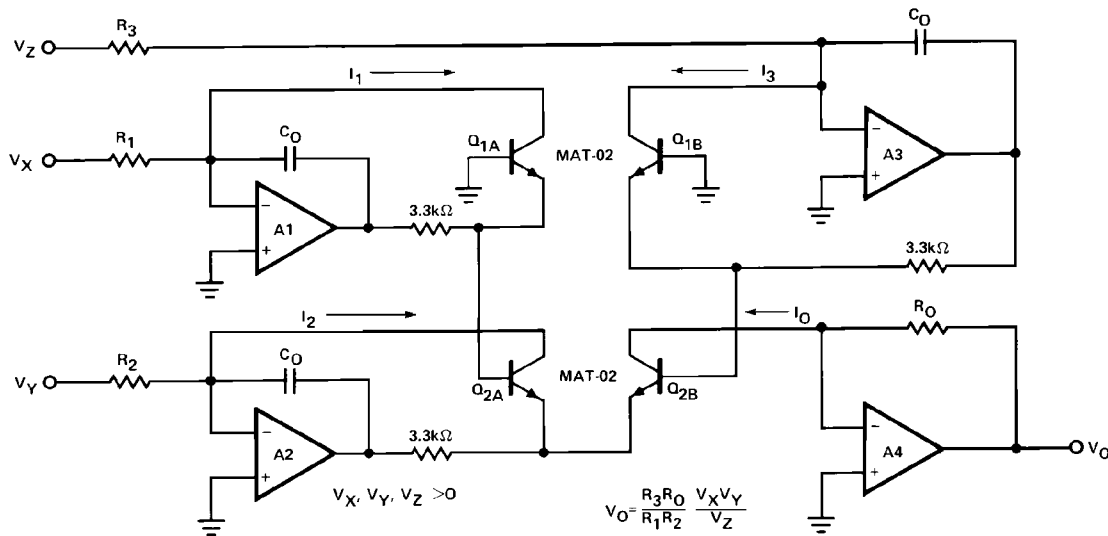 V_Z R_3 C_O
I_1 I_3
V_X R_1 C_O Q_1A MAT-02 Q_1B − A3 +
− A1 + 3.3kΩ 3.3kΩ
I_2 I_O R_O
V_Y R_2 C_O Q_2A MAT-02 Q_2B
− A2 + 3.3kΩ − A4 + V_O
V_X, V_Y, V_Z >0
V_O = R_3R_O/R_1R_2 V_XV_Y/V_Z